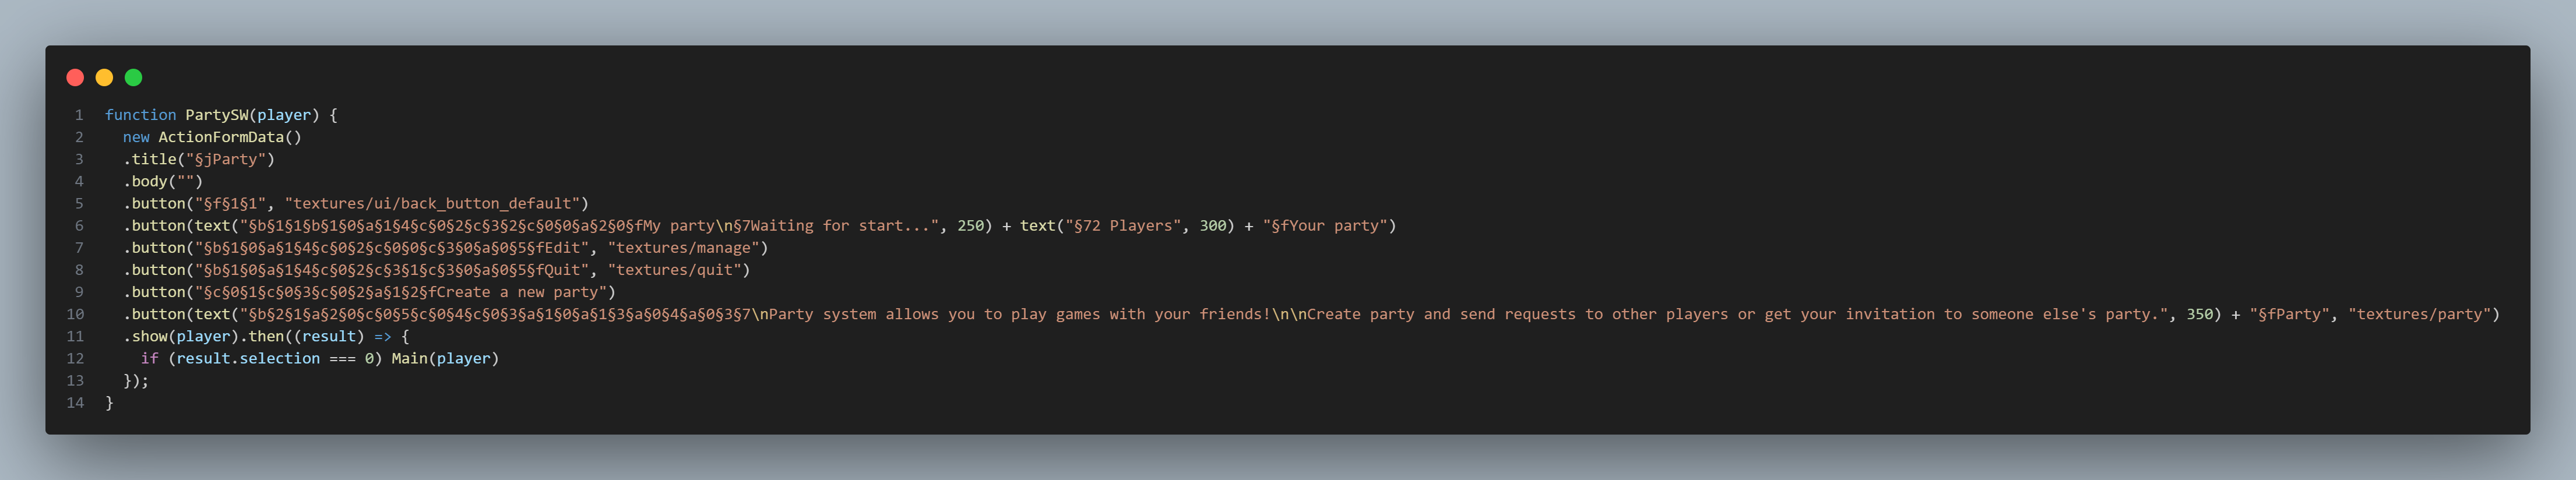 1 function PartySW(player) {
2   new ActionFormData()
3   .title("§jParty")
4   .body("")
5   .button("§f§1§1", "textures/ui/back_button_default")
6   .button(text("§b§1§1§b§1§0§a§1§4§c§0§2§c§3§2§c§0§0§a§2§0§fMy party\n§7Waiting for start...", 250) + text("§72 Players", 300) + "§fYour party")
7   .button("§b§1§0§a§1§4§c§0§2§c§0§0§c§3§0§a§0§5§fEdit", "textures/manage")
8   .button("§b§1§0§a§1§4§c§0§2§c§3§1§c§3§0§a§0§5§fQuit", "textures/quit")
9   .button("§c§0§1§c§0§3§c§0§2§a§1§2§fCreate a new party")
10   .button(text("§b§2§1§a§2§0§c§0§5§c§0§4§c§0§3§a§1§0§a§1§3§a§0§4§a§0§3§7\nParty system allows you to play games with your friends!\n\nCreate party and send requests to other players or get your invitation to someone else's party.", 350) + "§fParty", "textures/party")
11   .show(player).then((result) => {
12     if (result.selection === 0) Main(player)
13   });
14 }